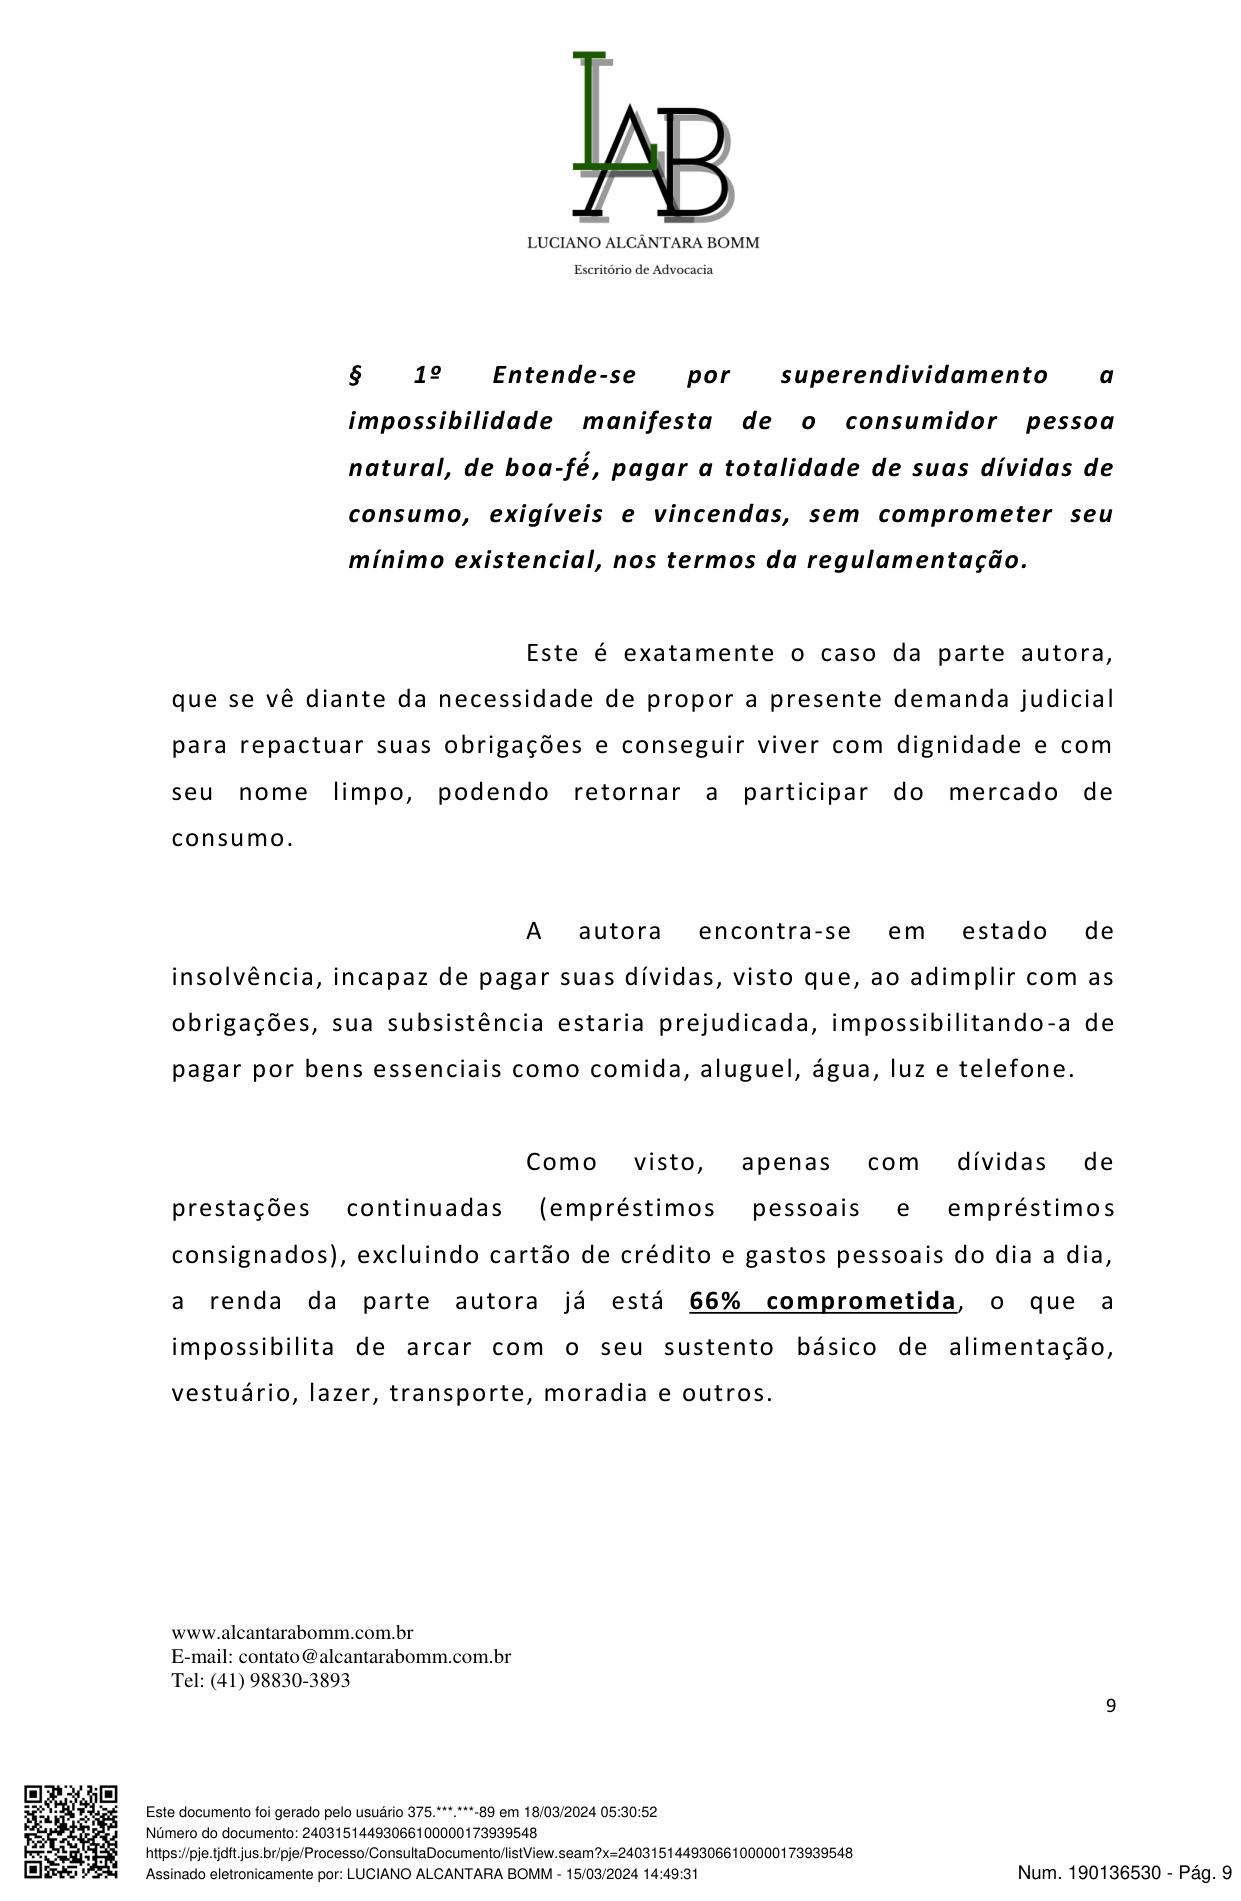 LAB
LUCIANO ALCÂNTARA BOMM
Escritório de Advocacia
§ 1º Entende-se por superendividamento a
impossibilidade manifesta de o consumidor pessoa
natural, de boa-fé, pagar a totalidade de suas dívidas de
consumo, exigíveis e vincendas, sem comprometer seu
mínimo existencial, nos termos da regulamentação.
Este é exatamente o caso da parte autora,
que se vê diante da necessidade de propor a presente demanda judicial
para repactuar suas obrigações e conseguir viver com dignidade e com
seu nome limpo, podendo retornar a participar do mercado de
consumo.
A autora encontra-se em estado de
insolvência, incapaz de pagar suas dívidas, visto que, ao adimplir com as
obrigações, sua subsistência estaria prejudicada, impossibilitando-a de
pagar por bens essenciais como comida, aluguel, água, luz e telefone.
Como visto, apenas com dívidas de
prestações continuadas (empréstimos pessoais e empréstimos
consignados), excluindo cartão de crédito e gastos pessoais do dia a dia,
a renda da parte autora já está 66% comprometida, o que a
impossibilita de arcar com o seu sustento básico de alimentação,
vestuário, lazer, transporte, moradia e outros.
www.alcantarabomm.com.br
E-mail: contato@alcantarabomm.com.br
Tel: (41) 98830-3893
9
Este documento foi gerado pelo usuário 375.***.***-89 em 18/03/2024 05:30:52
Número do documento: 24031514493066100000173939548
https://pje.tjdft.jus.br/pje/Processo/ConsultaDocumento/listView.seam?x=24031514493066100000173939548
Assinado eletronicamente por: LUCIANO ALCANTARA BOMM - 15/03/2024 14:49:31
Num. 190136530 - Pág. 9